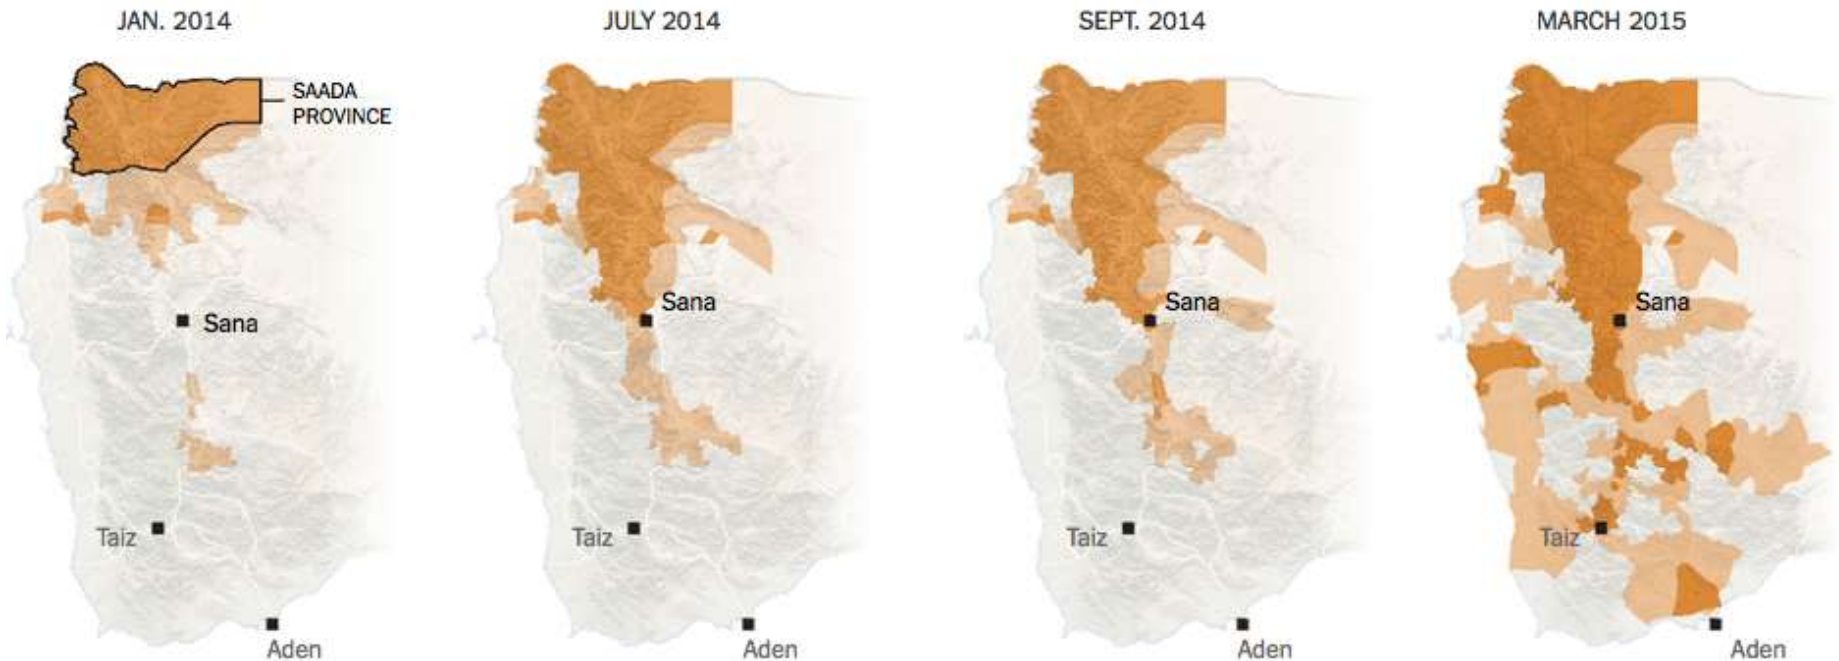 JAN. 2014
SAADA
PROVINCE
Sana
Taiz
Aden
JULY 2014
Sana
Taiz
Aden
SEPT. 2014
Sana
Taiz
Aden
MARCH 2015
Sana
Taiz
Aden